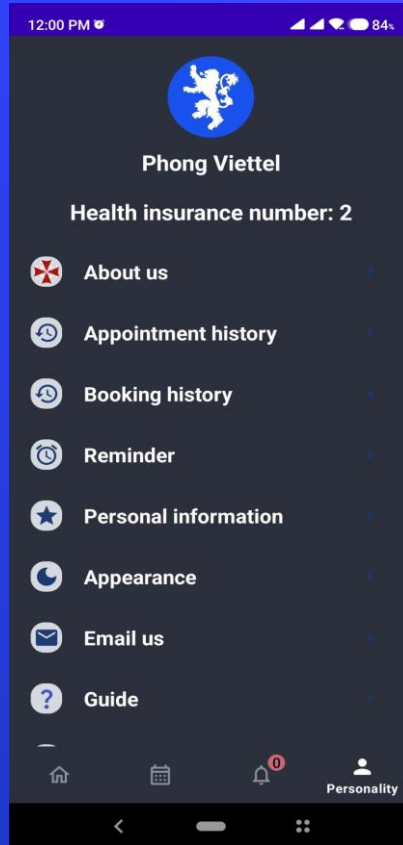 12:00 PM 84%
Phong Viettel
Health insurance number: 2
About us
Appointment history
Booking history
Reminder
Personal information
Appearance
Email us
?
Guide
0
Personality